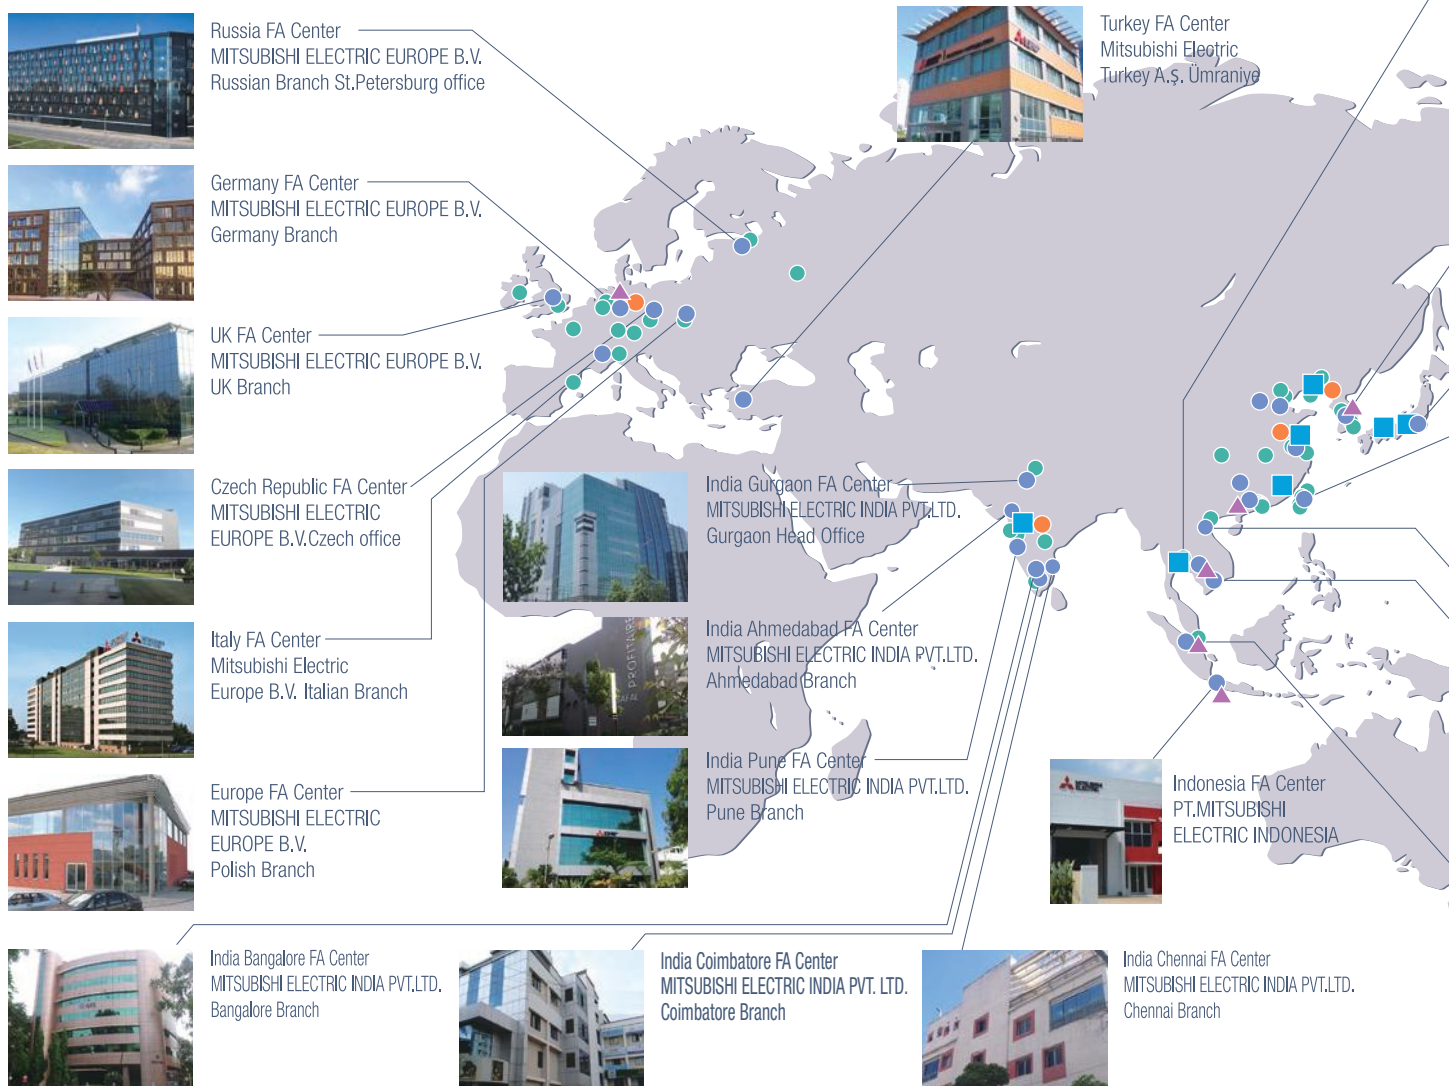 Russia FA Center
MITSUBISHI ELECTRIC EUROPE B.V.
Russian Branch St.Petersburg office
Turkey FA Center
Mitsubishi Electric
Turkey A.Ş. Ümraniye
Germany FA Center
MITSUBISHI ELECTRIC EUROPE B.V.
Germany Branch
UK FA Center
MITSUBISHI ELECTRIC EUROPE B.V.
UK Branch
Czech Republic FA Center
MITSUBISHI ELECTRIC
EUROPE B.V.Czech office
India Gurgaon FA Center
MITSUBISHI ELECTRIC INDIA PVT.LTD.
Gurgaon Head Office
Italy FA Center
Mitsubishi Electric
Europe B.V. Italian Branch
PROFITAIRE
India Ahmedabad FA Center
MITSUBISHI ELECTRIC INDIA PVT.LTD.
Ahmedabad Branch
India Pune FA Center
MITSUBISHI ELECTRIC INDIA PVT.LTD.
Pune Branch
Europe FA Center
MITSUBISHI ELECTRIC
EUROPE B.V.
Polish Branch
Indonesia FA Center
PT.MITSUBISHI
ELECTRIC INDONESIA
India Bangalore FA Center
MITSUBISHI ELECTRIC INDIA PVT.LTD.
Bangalore Branch
India Coimbatore FA Center
MITSUBISHI ELECTRIC INDIA PVT. LTD.
Coimbatore Branch
India Chennai FA Center
MITSUBISHI ELECTRIC INDIA PVT.LTD.
Chennai Branch